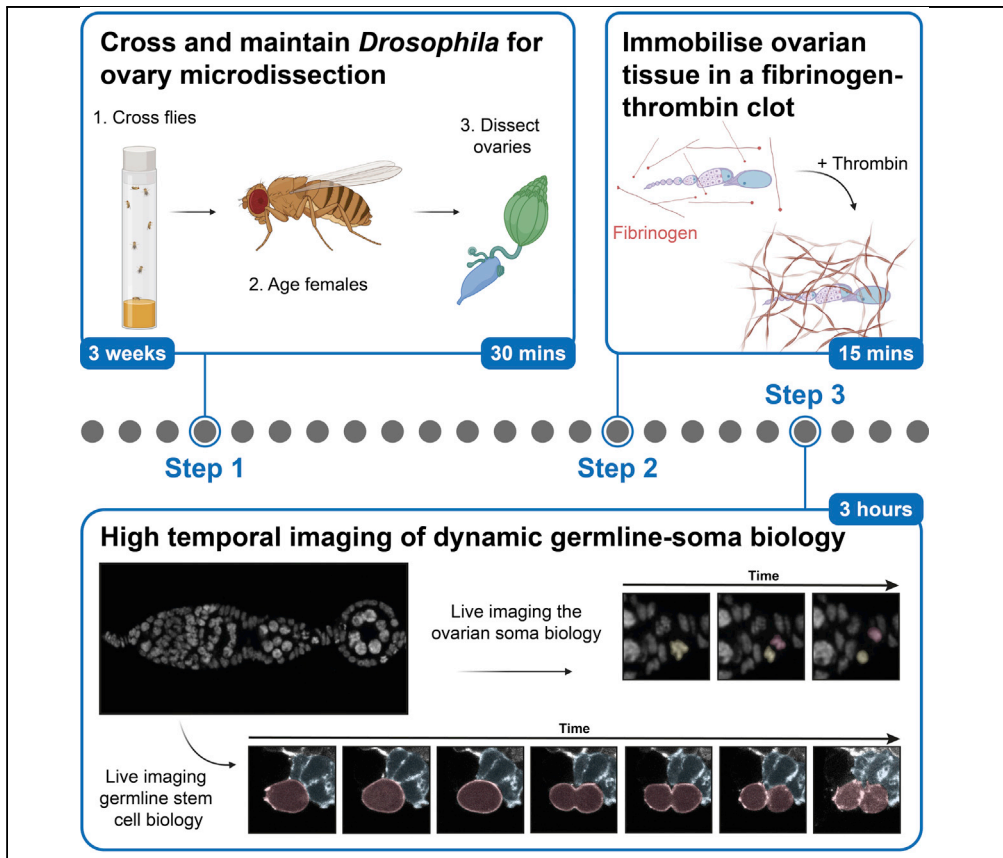 Cross and maintain Drosophila for
ovary microdissection
1. Cross flies
2. Age females
3. Dissect
ovaries
3 weeks
30 mins
Immobilise ovarian
tissue in a fibrinogen-
thrombin clot
+ Thrombin
Fibrinogen
15 mins
Step 1
Step 2
Step 3
3 hours
High temporal imaging of dynamic germline-soma biology
Live imaging the
ovarian soma biology
Time
Time
Live imaging
germline stem
cell biology